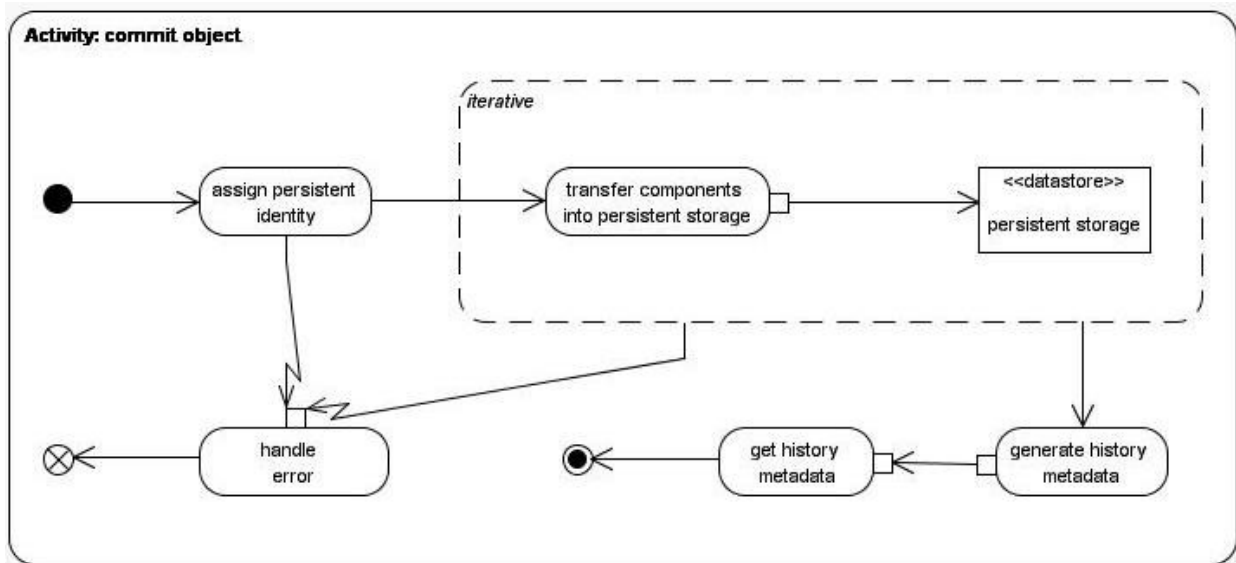 Activity: commit object
iterative
assign persistent
identity
transfer components
into persistent storage
<<datastore>>
persistent storage
handle
error
get history
metadata
generate history
metadata